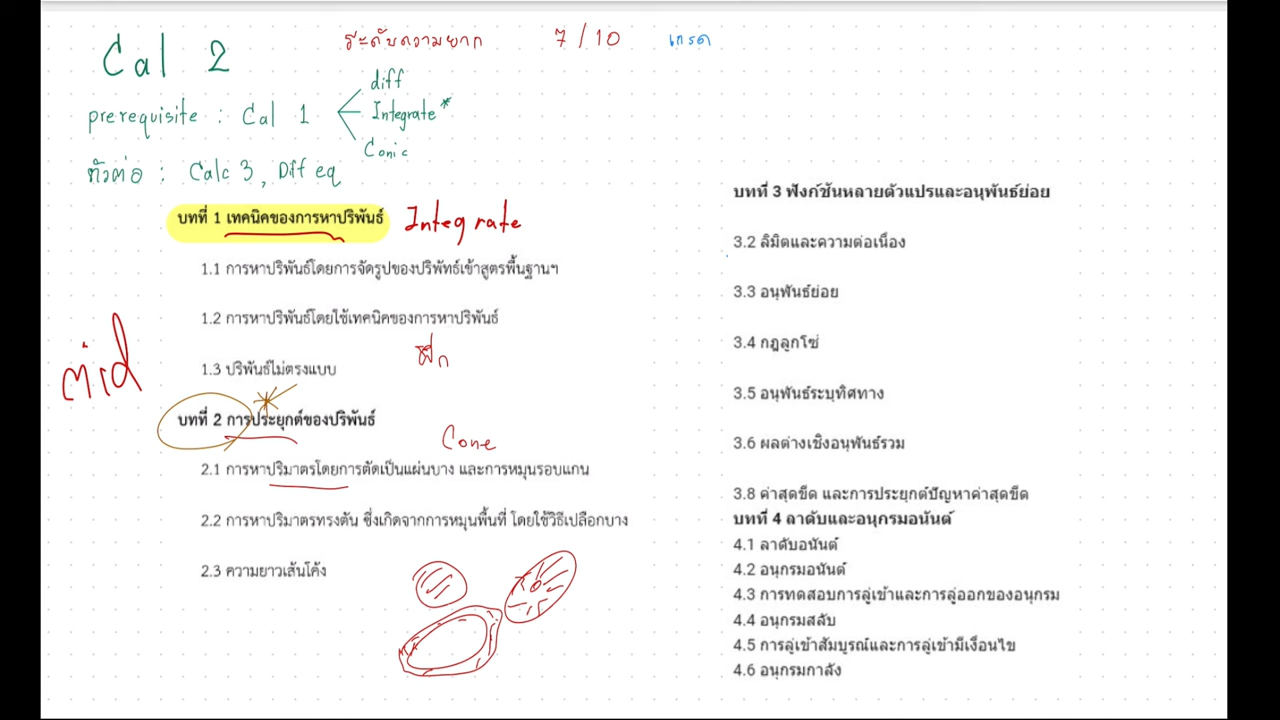 Cal 2
ระดับความยาก 7/10 เกรด
prerequisite : Cal 1
diff
Integrate*
Conic
ตัวต่อ : Calc 3, Diff eq
บทที่ 1 เทคนิคของการหาปริพันธ์ Integrate
1.1 การหาปริพันธ์โดยการจัดรูปของปริพัทธ์เข้าสูตรพื้นฐานฯ
1.2 การหาปริพันธ์โดยใช้เทคนิคของการหาปริพันธ์
ฝึก
1.3 ปริพันธ์ไม่ตรงแบบ
mid
บทที่ 2 การประยุกต์ของปริพันธ์
Cone
2.1 การหาปริมาตรโดยการตัดเป็นแผ่นบาง และการหมุนรอบแกน
2.2 การหาปริมาตรทรงตัน ซึ่งเกิดจากการหมุนพื้นที่ โดยใช้วิธีเปลือกบาง
2.3 ความยาวเส้นโค้ง
บทที่ 3 ฟังก์ชันหลายตัวแปรและอนุพันธ์ย่อย
3.2 ลิมิตและความต่อเนื่อง
3.3 อนุพันธ์ย่อย
3.4 กฎลูกโซ่
3.5 อนุพันธ์ระบุทิศทาง
3.6 ผลต่างเชิงอนุพันธ์รวม
3.8 ค่าสุดขีด และการประยุกต์ปัญหาค่าสุดขีด
บทที่ 4 ลาดับและอนุกรมอนันต์
4.1 ลาดับอนันต์
4.2 อนุกรมอนันต์
4.3 การทดสอบการลู่เข้าและการลู่ออกของอนุกรม
4.4 อนุกรมสลับ
4.5 การลู่เข้าสัมบูรณ์และการลู่เข้ามีเงื่อนไข
4.6 อนุกรมกาลัง